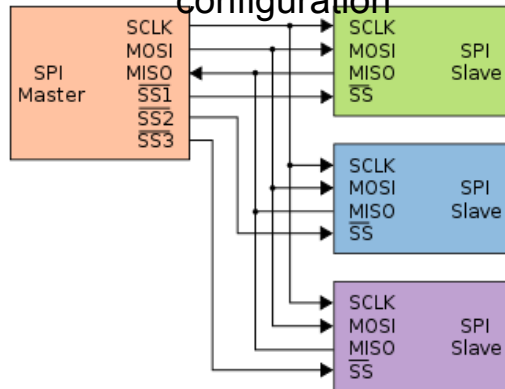 configuration
SCLK
MOSI
SPI MISO
Master SS1
SS2
SS3
SCLK
MOSI SPI
MISO Slave
SS
SCLK
MOSI SPI
MISO Slave
SS
SCLK
MOSI SPI
MISO Slave
SS